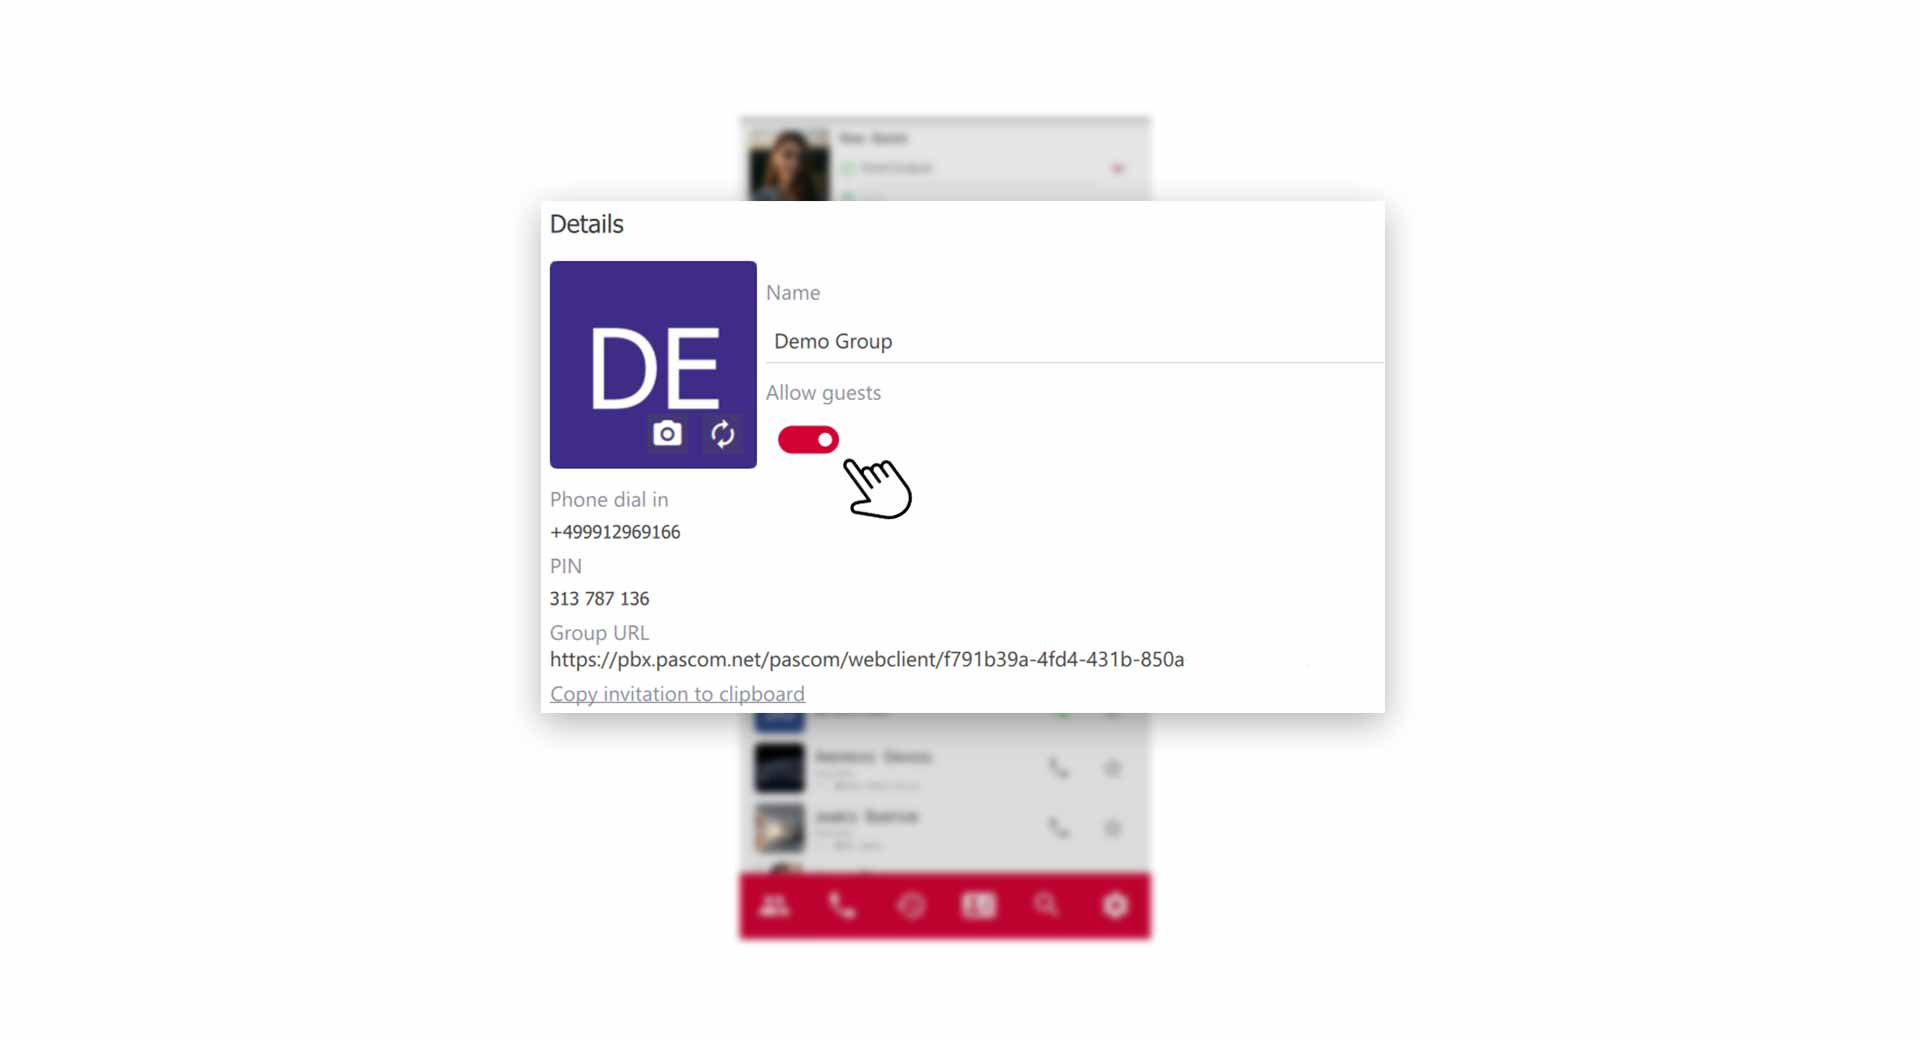 Details
DE
Name
Demo Group
Allow guests
Phone dial in
+499912969166
PIN
313 787 136
Group URL
https://pbx.pascom.net/pascom/webclient/f791b39a-4fd4-431b-850a
Copy invitation to clipboard